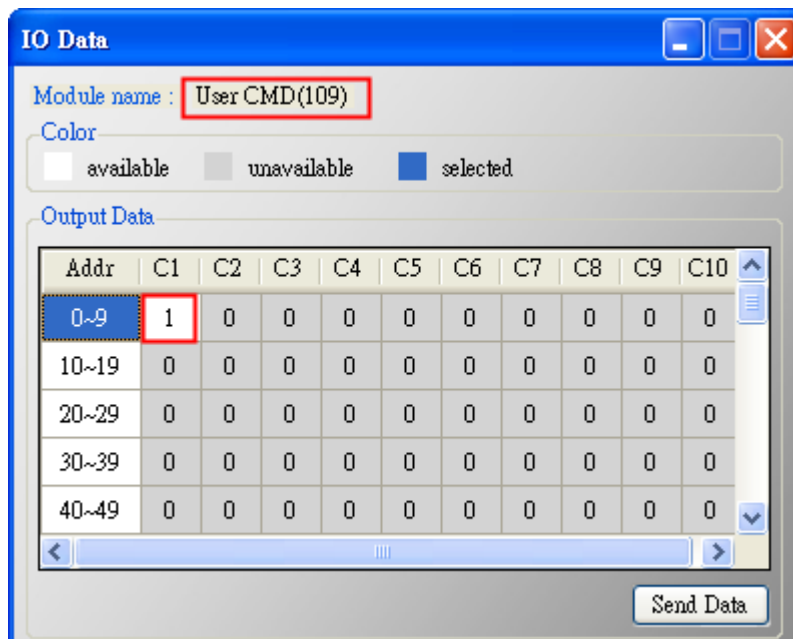 IO Data
Module name : User CMD(109)
Color
available unavailable selected
Output Data
Addr C1 C2 C3 C4 C5 C6 C7 C8 C9 C10
0~9 1 0 0 0 0 0 0 0 0 0
10~19 0 0 0 0 0 0 0 0 0 0
20~29 0 0 0 0 0 0 0 0 0 0
30~39 0 0 0 0 0 0 0 0 0 0
40~49 0 0 0 0 0 0 0 0 0 0
Send Data